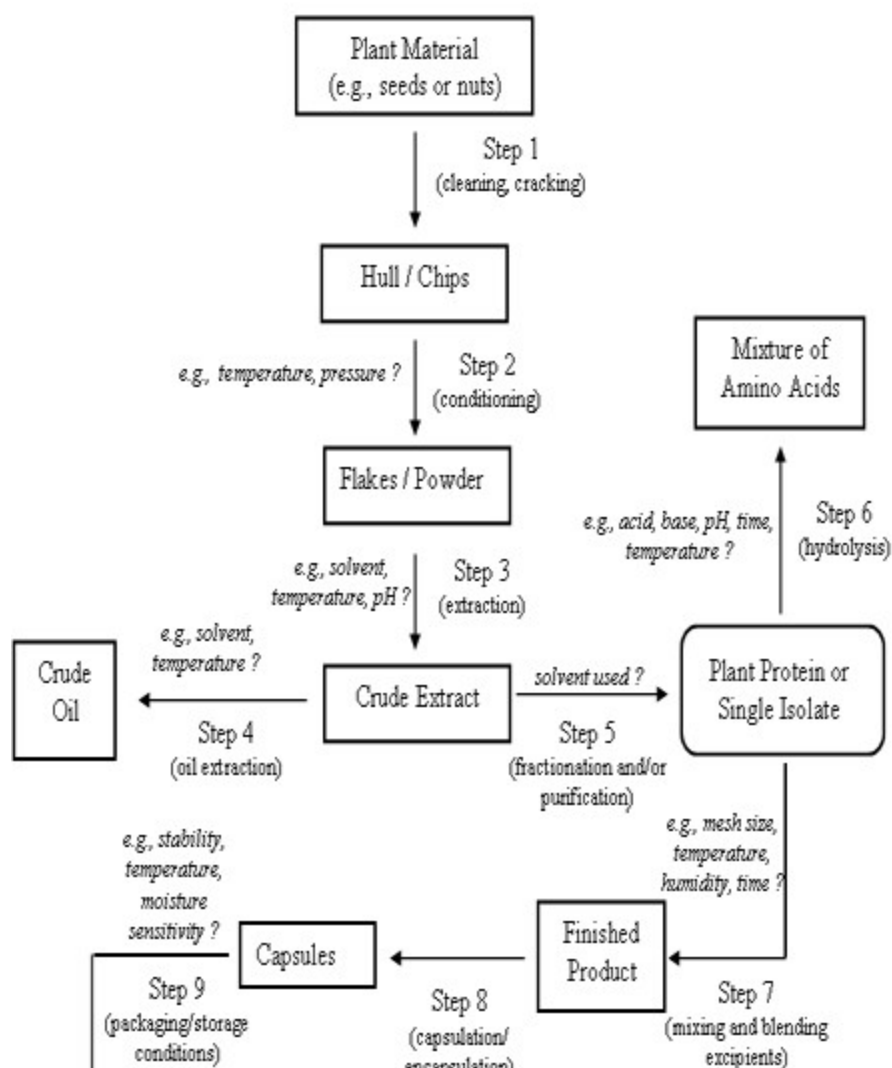 Plant Material
(e.g., seeds or nuts)
Step 1
(cleaning, cracking)
Hull / Chips
e.g., temperature, pressure ?
Step 2
(conditioning)
Mixture of
Amino Acids
Flakes / Powder
e.g., acid, base, pH, time,
temperature ?
Step 6
(hydrolysis)
e.g., solvent,
temperature, pH ?
Step 3
(extraction)
e.g., solvent,
temperature ?
Crude
Oil
Crude Extract
solvent used ?
Plant Protein or
Single Isolate
Step 4
(oil extraction)
Step 5
(fractionation and/or
purification)
e.g., mesh size,
temperature,
humidity, time ?
e.g., stability,
temperature,
moisture
sensitivity ?
Capsules
Finished
Product
Step 9
(packaging/storage
conditions)
Step 8
(capsulation/
encapsulation)
Step 7
(mixing and blending
excipients)